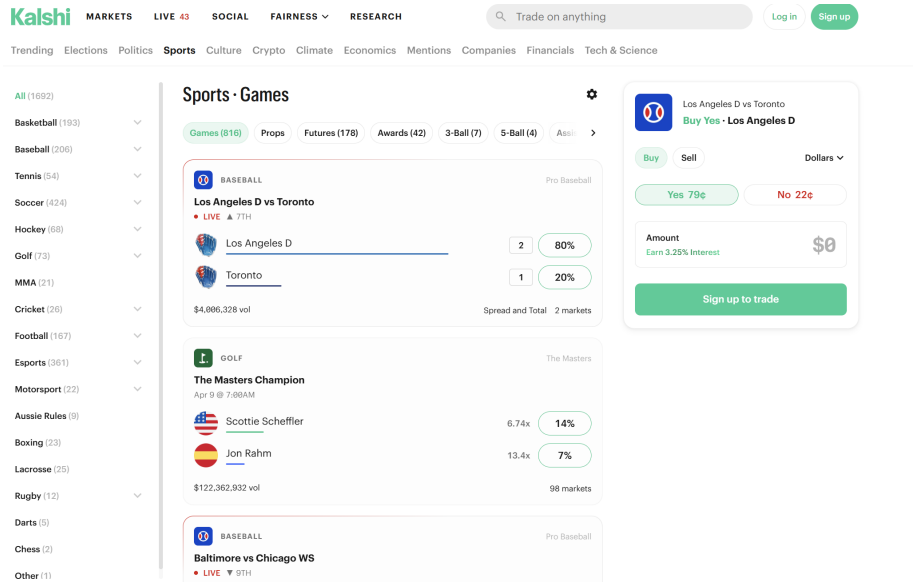 Kalshi MARKETS LIVE 43 SOCIAL FAIRNESS RESEARCH Trade on anything Log in Sign up
Trending Elections Politics Sports Culture Crypto Climate Economics Mentions Companies Financials Tech & Science
All (1692)
Basketball (193)
Baseball (206)
Tennis (54)
Soccer (424)
Hockey (68)
Golf (73)
MMA (21)
Cricket (26)
Football (167)
Esports (361)
Motorsport (22)
Aussie Rules (9)
Boxing (23)
Lacrosse (25)
Rugby (12)
Darts (5)
Chess (2)
Other (1)
Sports · Games
Games (816) Props Futures (178) Awards (42) 3-Ball (7) 5-Ball (4)
BASEBALL Pro Baseball
Los Angeles D vs Toronto
LIVE ▲ 7TH
Los Angeles D 2 80%
Toronto 1 20%
$4,006,328 vol Spread and Total 2 markets
GOLF The Masters
The Masters Champion
Apr 9 @ 7:00AM
Scottie Scheffler 6.74x 14%
Jon Rahm 13.4x 7%
$122,362,932 vol 98 markets
BASEBALL Pro Baseball
Baltimore vs Chicago WS
LIVE ▼ 9TH
Los Angeles D vs Toronto
Buy Yes · Los Angeles D
Buy Sell Dollars
Yes 79¢ No 22¢
Amount $0
Earn 3.25% Interest
Sign up to trade